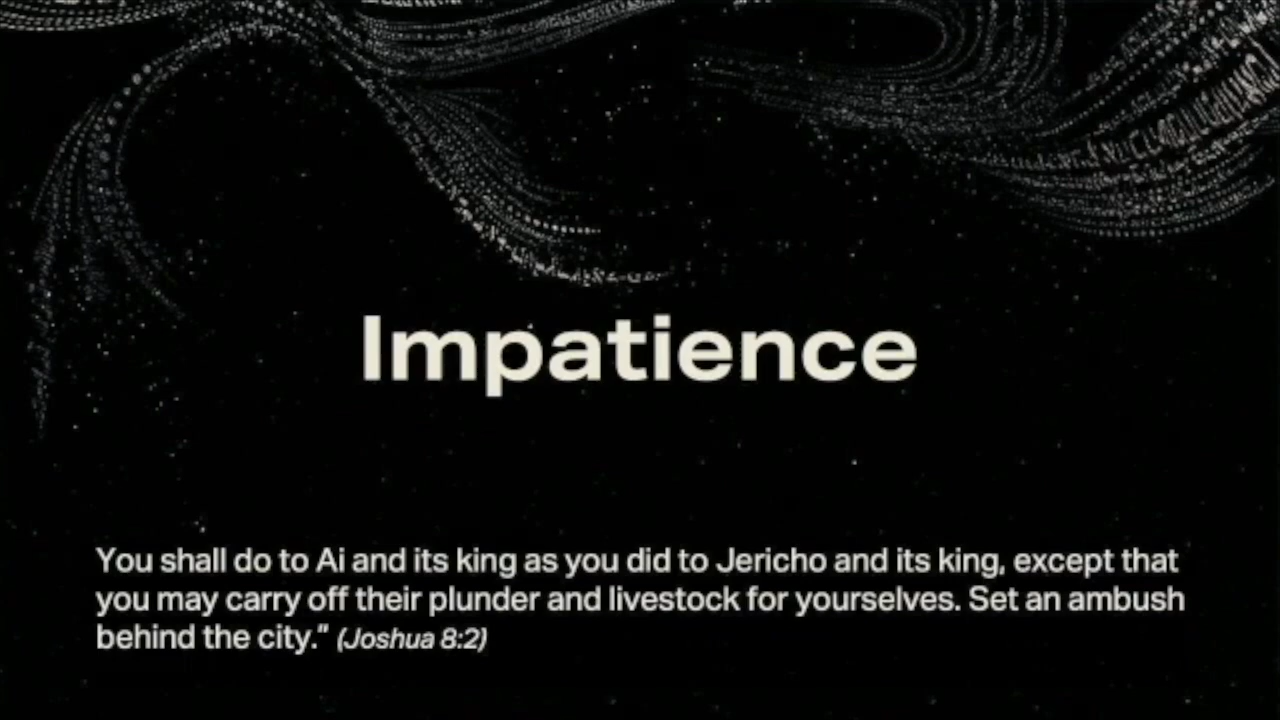 Impatience
You shall do to Ai and its king as you did to Jericho and its king, except that
you may carry off their plunder and livestock for yourselves. Set an ambush
behind the city.” (Joshua 8:2)